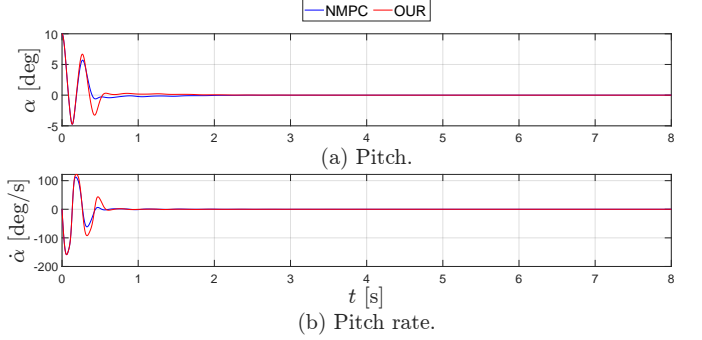 NMPC OUR
10
5
0
-5
α [deg]
0 1 2 3 4 5 6 7 8
(a) Pitch.
100
0
-100
-200
α̇ [deg/s]
0 1 2 3 4 5 6 7 8
t [s]
(b) Pitch rate.